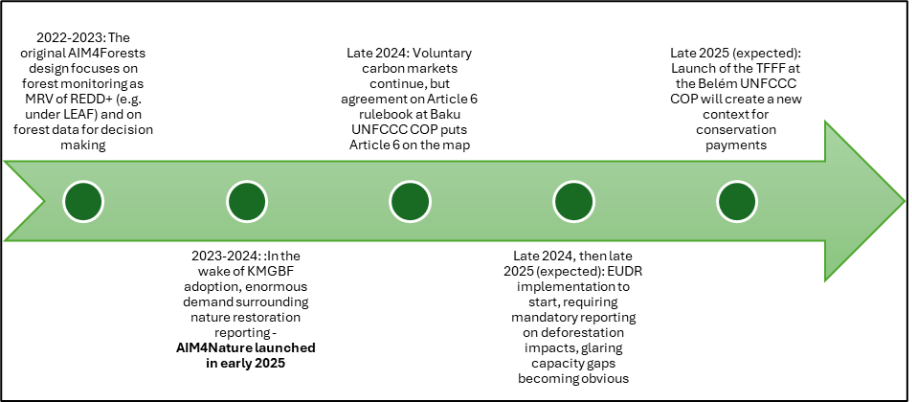 2022-2023: The
original AIM4Forests
design focuses on
forest monitoring as
MRV of REDD+ (e.g.
under LEAF) and on
forest data for decision
making
2023-2024: :In the
wake of KMGBF
adoption, enormous
demand surrounding
nature restoration
reporting -
AIM4Nature launched
in early 2025
Late 2024: Voluntary
carbon markets
continue, but
agreement on Article 6
rulebook at Baku
UNFCCC COP puts
Article 6 on the map
Late 2024, then late
2025 (expected): EUDR
implementation to
start, requiring
mandatory reporting
on deforestation
impacts, glaring
capacity gaps
becoming obvious
Late 2025 (expected):
Launch of the TFFF at
the Belém UNFCCC
COP will create a new
context for
conservation
payments